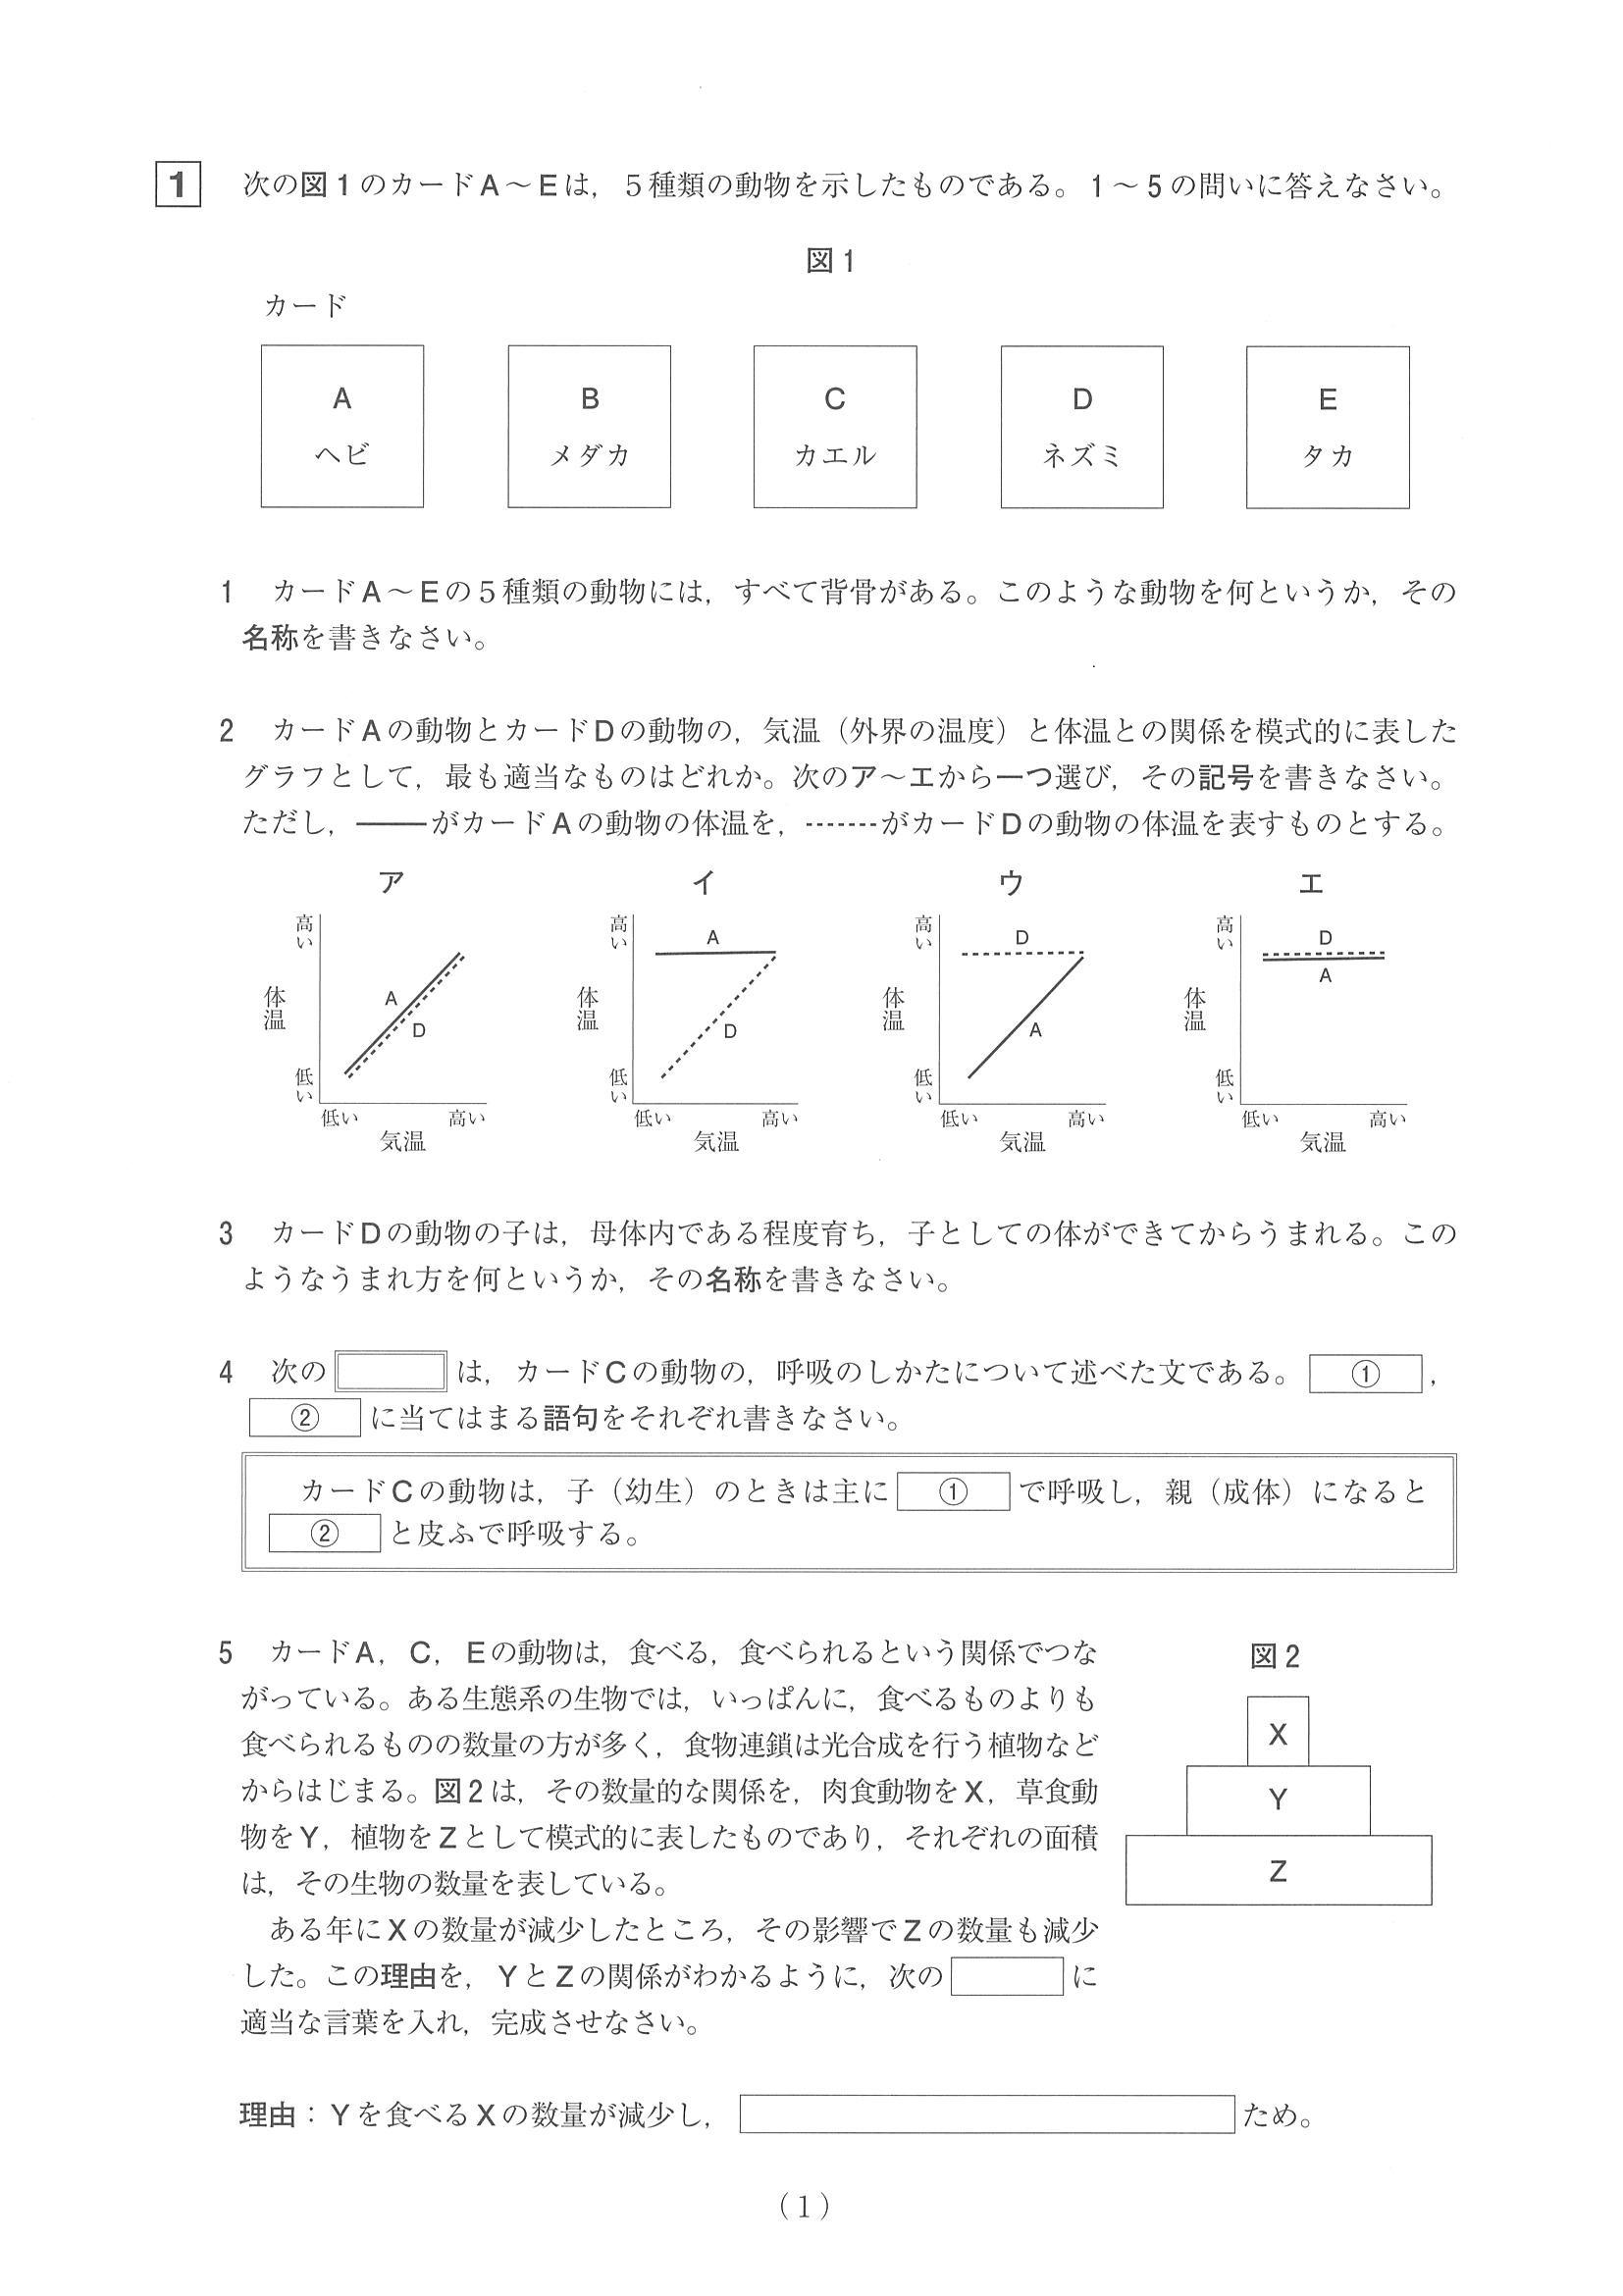 1 次の図1のカードA～Eは，5種類の動物を示したものである。1～5の問いに答えなさい。
図1
カード
A
ヘビ
B
メダカ
C
カエル
D
ネズミ
E
タカ
1 カードA～Eの5種類の動物には，すべて背骨がある。このような動物を何というか，その
名称を書きなさい。
2 カードAの動物とカードDの動物の，気温（外界の温度）と体温との関係を模式的に表した
グラフとして，最も適当なものはどれか。次のア～エから一つ選び，その記号を書きなさい。
ただし，――がカードAの動物の体温を，-------がカードDの動物の体温を表すものとする。
ア
高い
体温
低い
A
D
低い 高い
気温
イ
高い
体温
低い
A
D
低い 高い
気温
ウ
高い
体温
低い
D
A
低い 高い
気温
エ
高い
体温
低い
D
A
低い 高い
気温
3 カードDの動物の子は，母体内である程度育ち，子としての体ができてからうまれる。この
ようなうまれ方を何というか，その名称を書きなさい。
4 次の は，カードCの動物の，呼吸のしかたについて述べた文である。 ① ，
② に当てはまる語句をそれぞれ書きなさい。
カードCの動物は，子（幼生）のときは主に ① で呼吸し，親（成体）になると
② と皮ふで呼吸する。
5 カードA，C，Eの動物は，食べる，食べられるという関係でつな
がっている。ある生態系の生物では，いっぱんに，食べるものよりも
食べられるものの数量の方が多く，食物連鎖は光合成を行う植物など
からはじまる。図2は，その数量的な関係を，肉食動物をX，草食動
物をY，植物をZとして模式的に表したものであり，それぞれの面積
は，その生物の数量を表している。
ある年にXの数量が減少したところ，その影響でZの数量も減少
した。この理由を，YとZの関係がわかるように，次の に
適当な言葉を入れ，完成させなさい。
図2
X
Y
Z
理由：Yを食べるXの数量が減少し， ため。
（1）